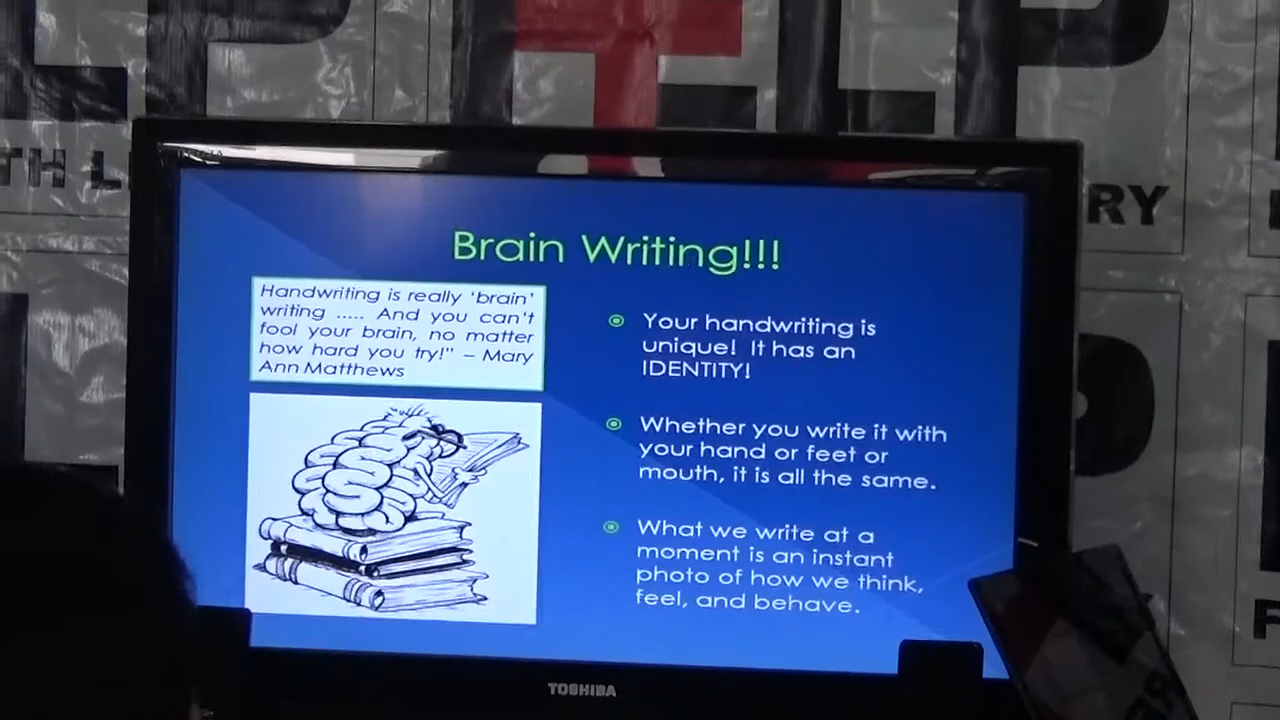 HELP
TH L
RY
Brain Writing!!!
Handwriting is really 'brain'
writing ..... And you can't
fool your brain, no matter
how hard you try!" – Mary
Ann Matthews
Your handwriting is
unique! It has an
IDENTITY!
Whether you write it with
your hand or feet or
mouth, it is all the same.
What we write at a
moment is an instant
photo of how we think,
feel, and behave.
TOSHIBA